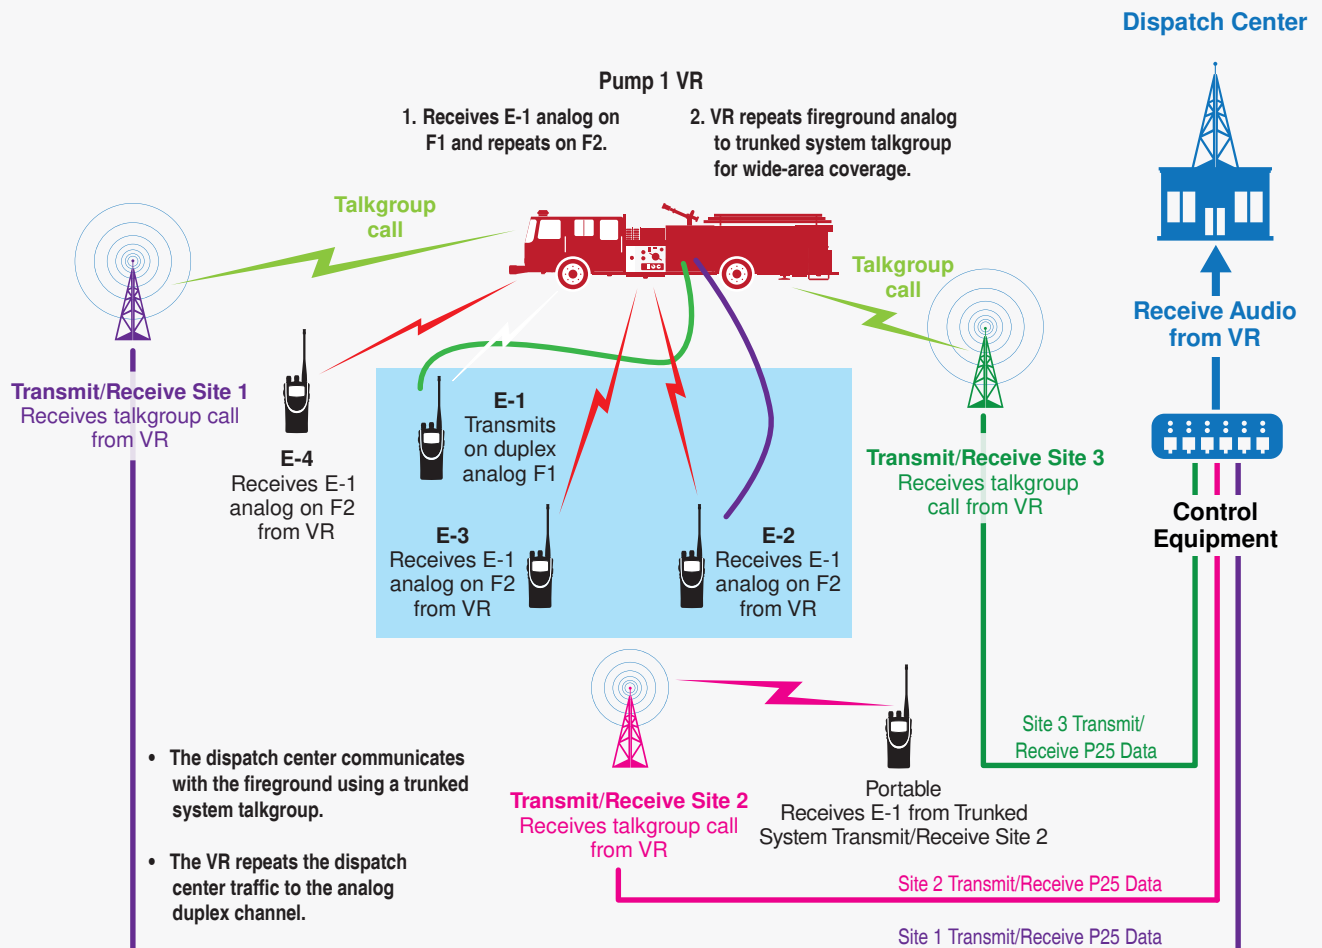 Dispatch Center
Pump 1 VR
1. Receives E-1 analog on
F1 and repeats on F2.
2. VR repeats fireground analog
to trunked system talkgroup
for wide-area coverage.
Talkgroup
call
Talkgroup
call
Receive Audio
from VR
Transmit/Receive Site 1
Receives talkgroup call
from VR
E-4
Receives E-1
analog on F2
from VR
E-1
Transmits
on duplex
analog F1
E-3
Receives E-1
analog on F2
from VR
E-2
Receives E-1
analog on F2
from VR
Transmit/Receive Site 3
Receives talkgroup
call from VR
Control
Equipment
Site 3 Transmit/
Receive P25 Data
• The dispatch center communicates
with the fireground using a trunked
system talkgroup.
• The VR repeats the dispatch
center traffic to the analog
duplex channel.
Transmit/Receive Site 2
Receives talkgroup call
from VR
Portable
Receives E-1 from Trunked
System Transmit/Receive Site 2
Site 2 Transmit/Receive P25 Data
Site 1 Transmit/Receive P25 Data